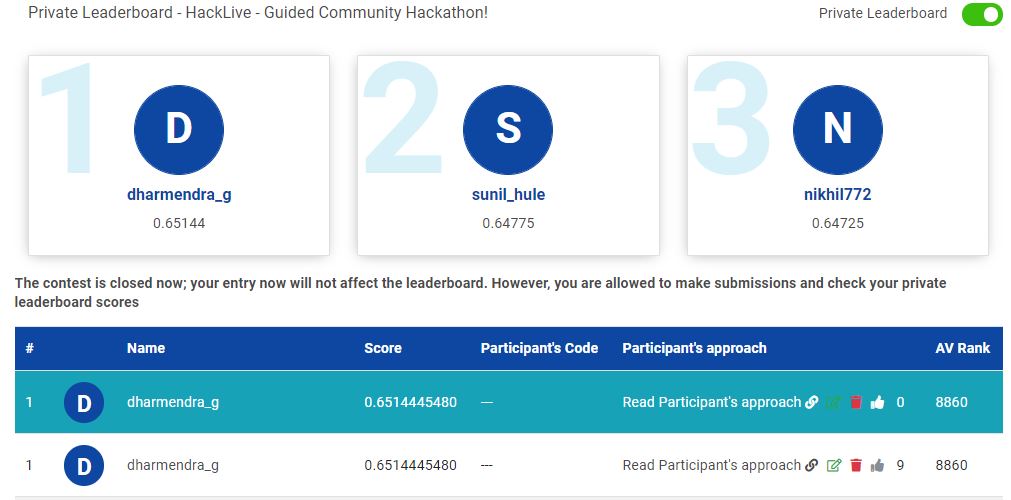 Private Leaderboard - HackLive - Guided Community Hackathon!
Private Leaderboard
1
D
dharmendra_g
0.65144
2
S
sunil_hule
0.64775
3
N
nikhil772
0.64725
The contest is closed now; your entry now will not affect the leaderboard. However, you are allowed to make submissions and check your private
leaderboard scores
# Name Score Participant's Code Participant's approach AV Rank
1 D dharmendra_g 0.6514445480 --- Read Participant's approach 0 8860
1 D dharmendra_g 0.6514445480 --- Read Participant's approach 9 8860